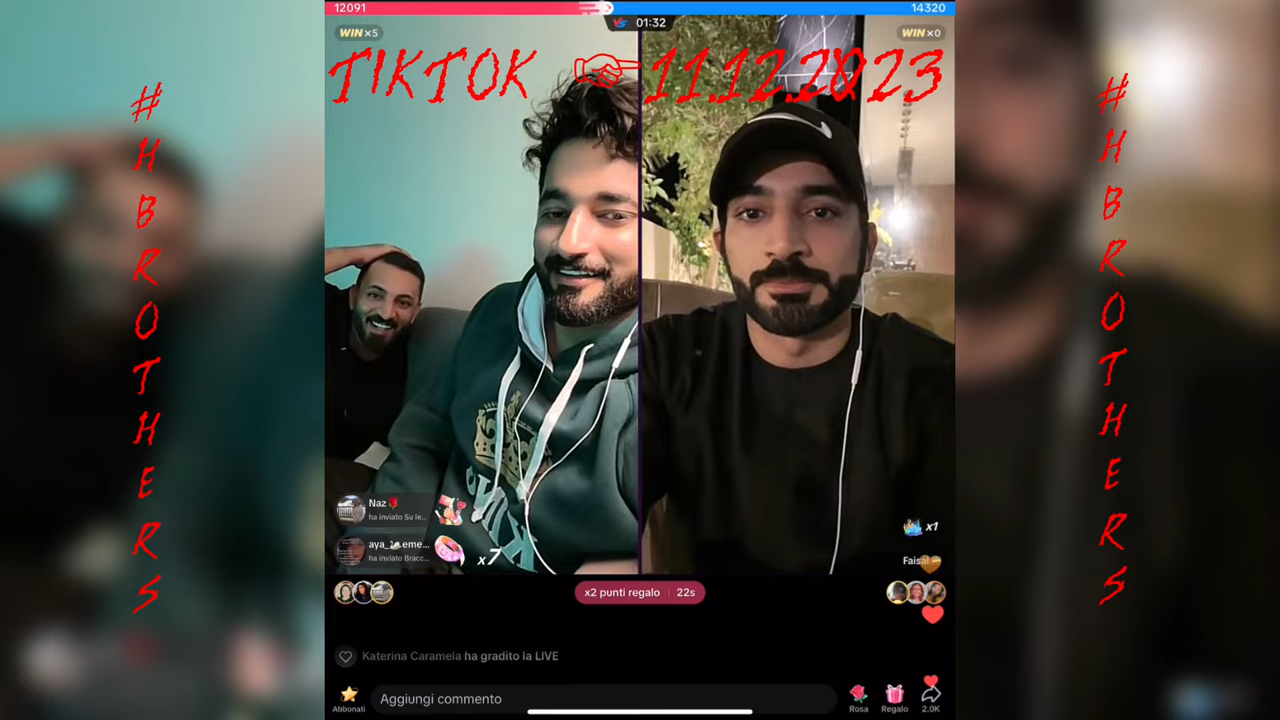 12091
14320
VS 01:32
WIN ×5
WIN ×0
TIKTOK 11.12.2023
#HBROTHERS
#HBROTHERS
Naz
ha inviato Su le...
ha inviato Bracc...
x7
x1
x2 punti regalo 22s
Katerina Caramela ha gradito la LIVE
Abbonati
Aggiungi commento
Rosa
Regalo
2.0K